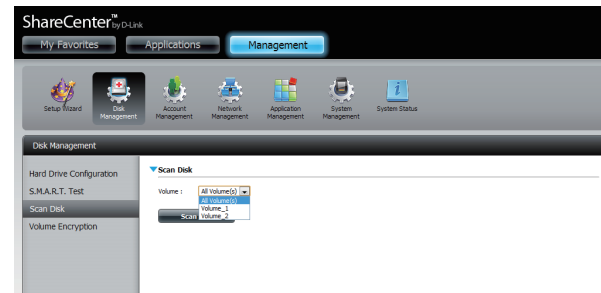 ShareCenter™ by D-Link
My Favorites
Applications
Management
Setup Wizard
Disk Management
Account Management
Network Management
Application Management
System Management
System Status
Disk Management
Hard Drive Configuration
S.M.A.R.T. Test
Scan Disk
Volume Encryption
Scan Disk
Volume :
All Volume(s)
All Volume(s)
Volume_1
Volume_2
Scan